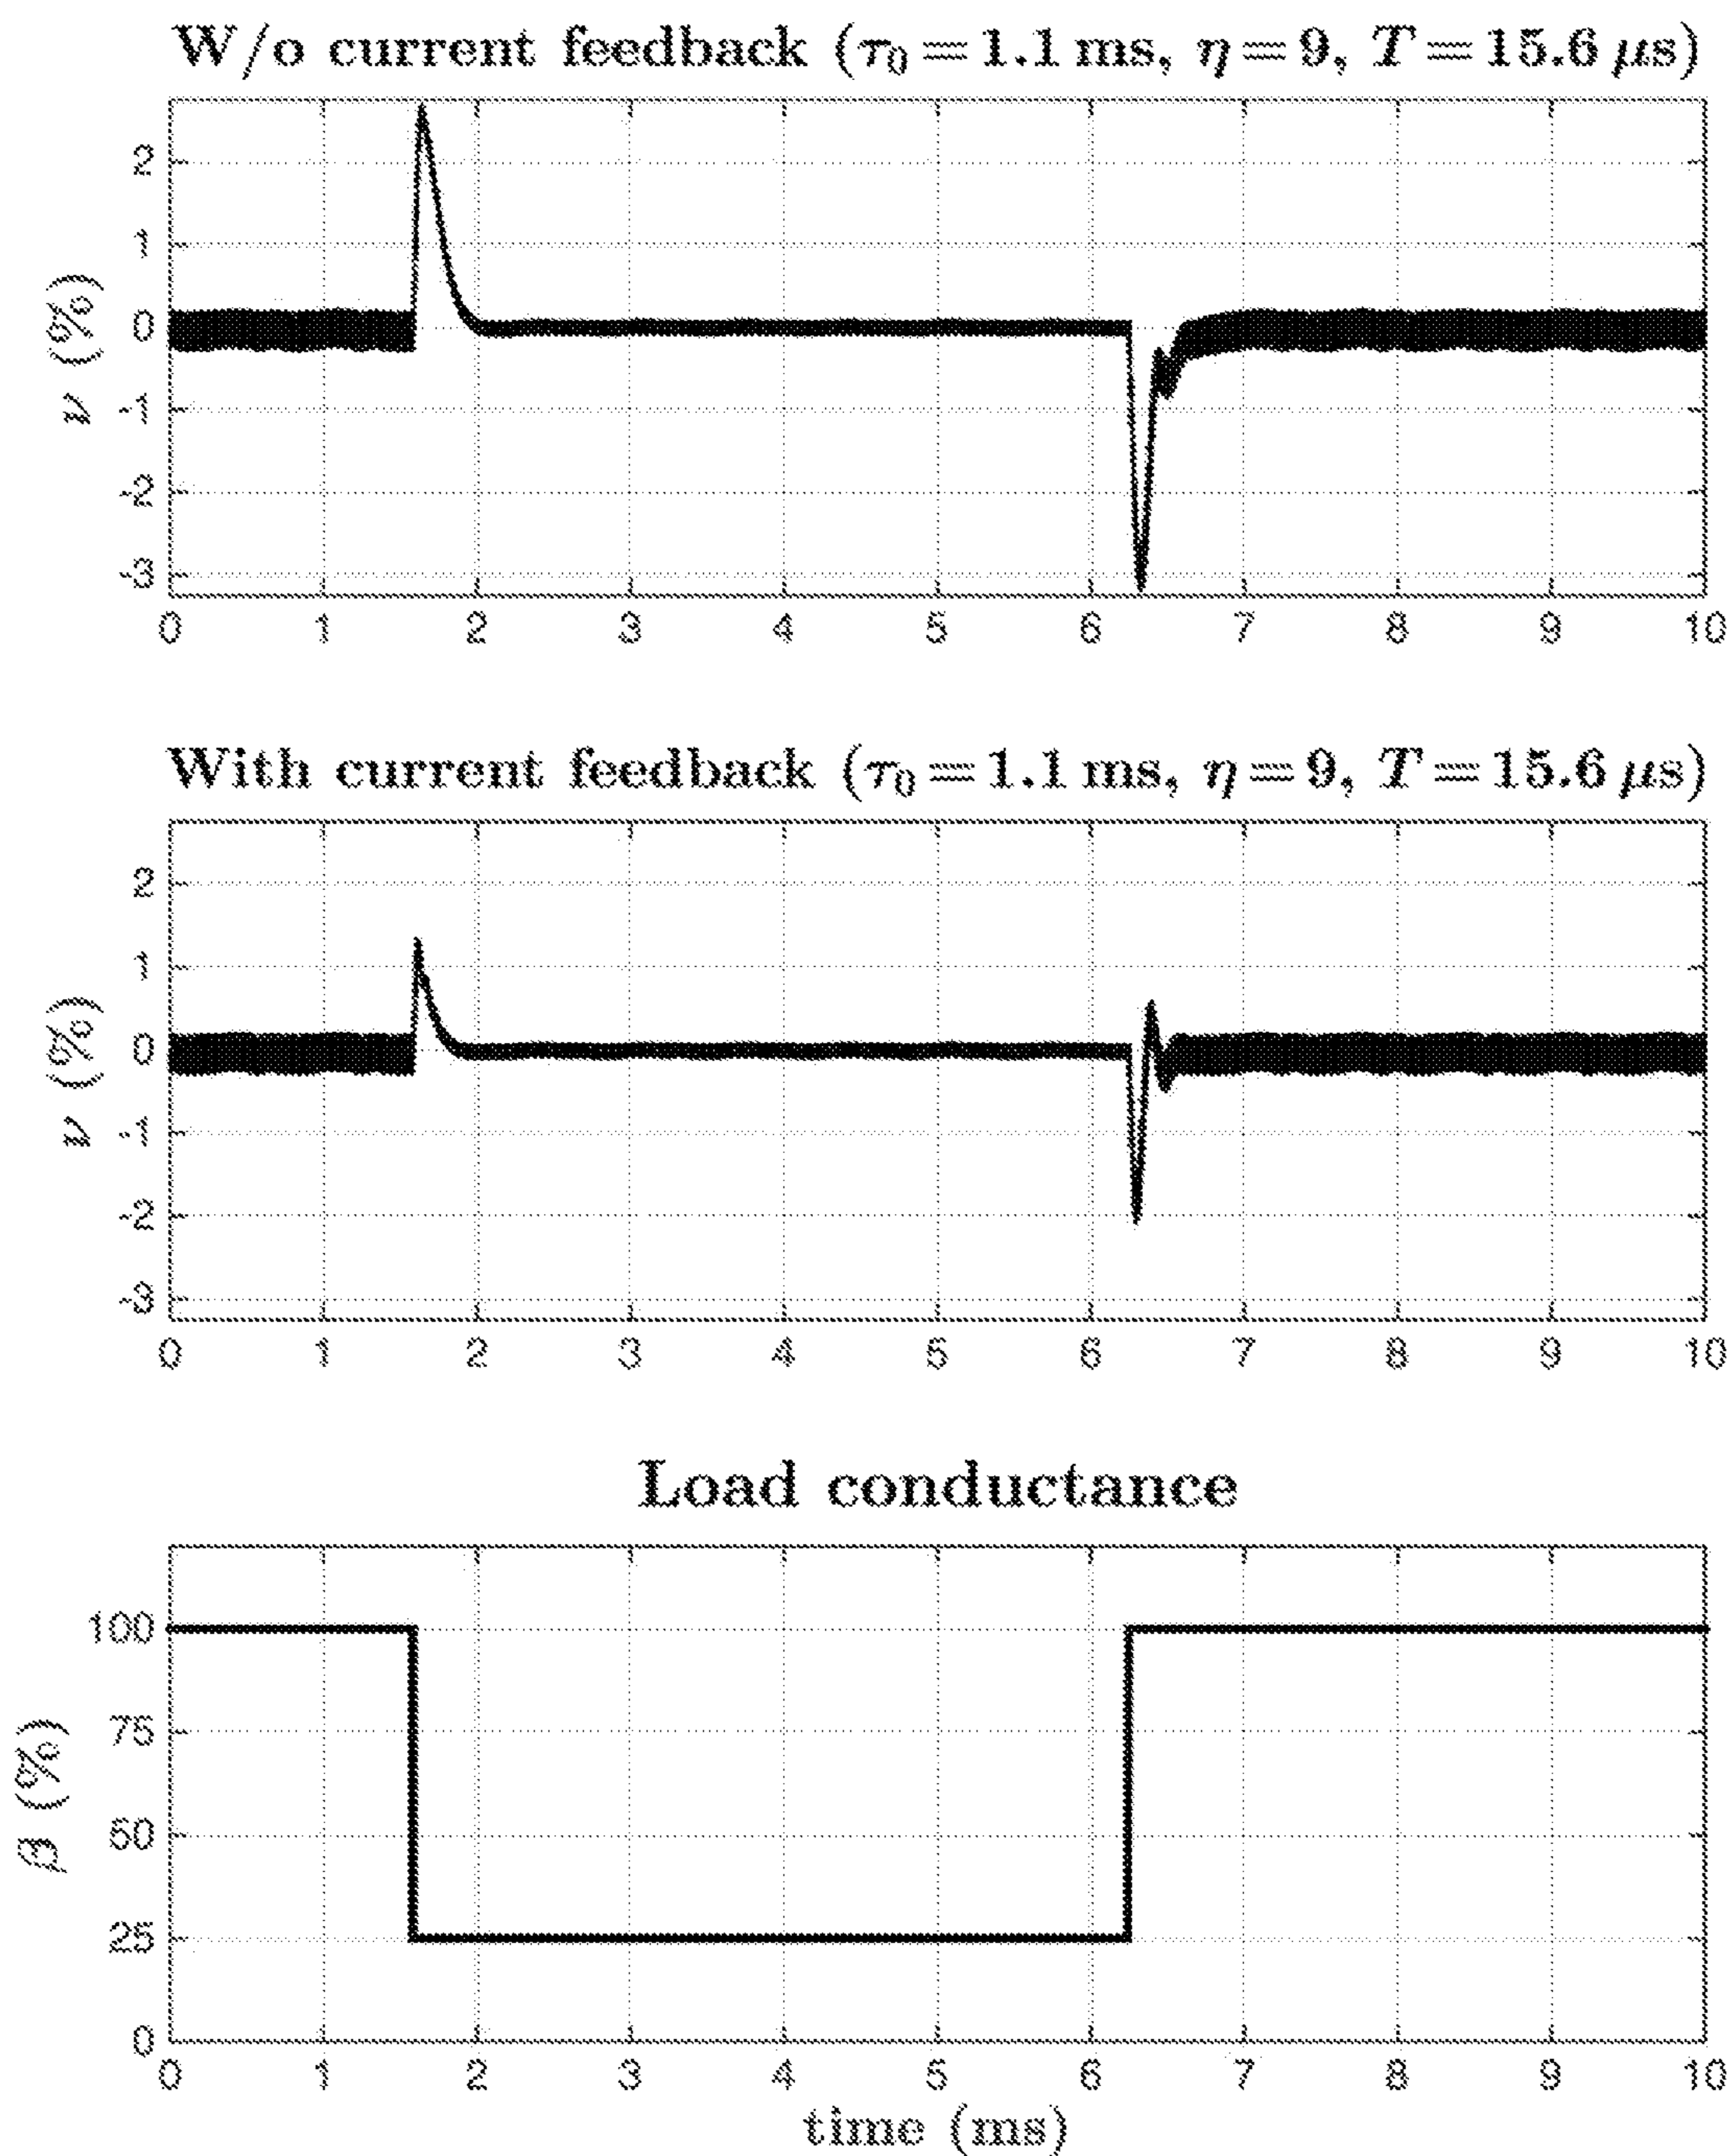 W/o current feedback (τ₀ = 1.1 ms, η = 9, T = 15.6 μs)
2
1
0
-1
-2
-3
ν (%)
0 1 2 3 4 5 6 7 8 9 10
With current feedback (τ₀ = 1.1 ms, η = 9, T = 15.6 μs)
2
1
0
-1
-2
-3
ν (%)
0 1 2 3 4 5 6 7 8 9 10
Load conductance
100
75
50
25
0
β (%)
0 1 2 3 4 5 6 7 8 9 10
time (ms)